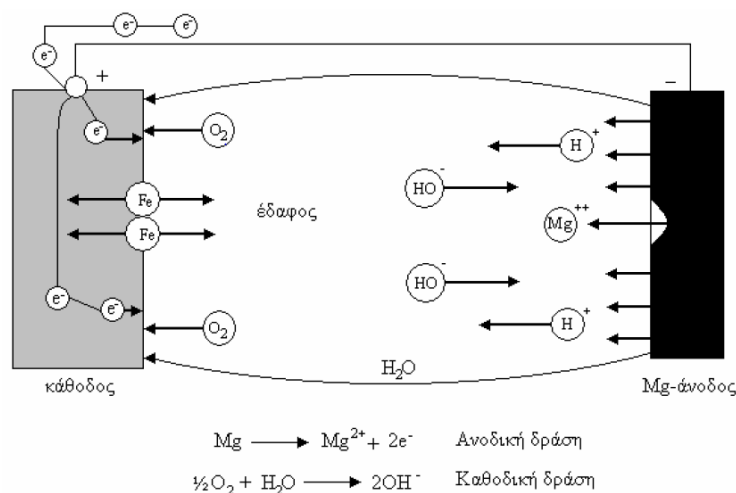 e⁻ e⁻ e⁻
+ −
e⁻ O₂ H⁺
Fe HO⁻
έδαφος Mg⁺⁺
Fe
HO⁻
e⁻ e⁻ O₂ H⁺
H₂O
κάθοδος Mg-άνοδος
Mg → Mg²⁺ + 2e⁻ Ανοδική δράση
½O₂ + H₂O → 2OH⁻ Καθοδική δράση